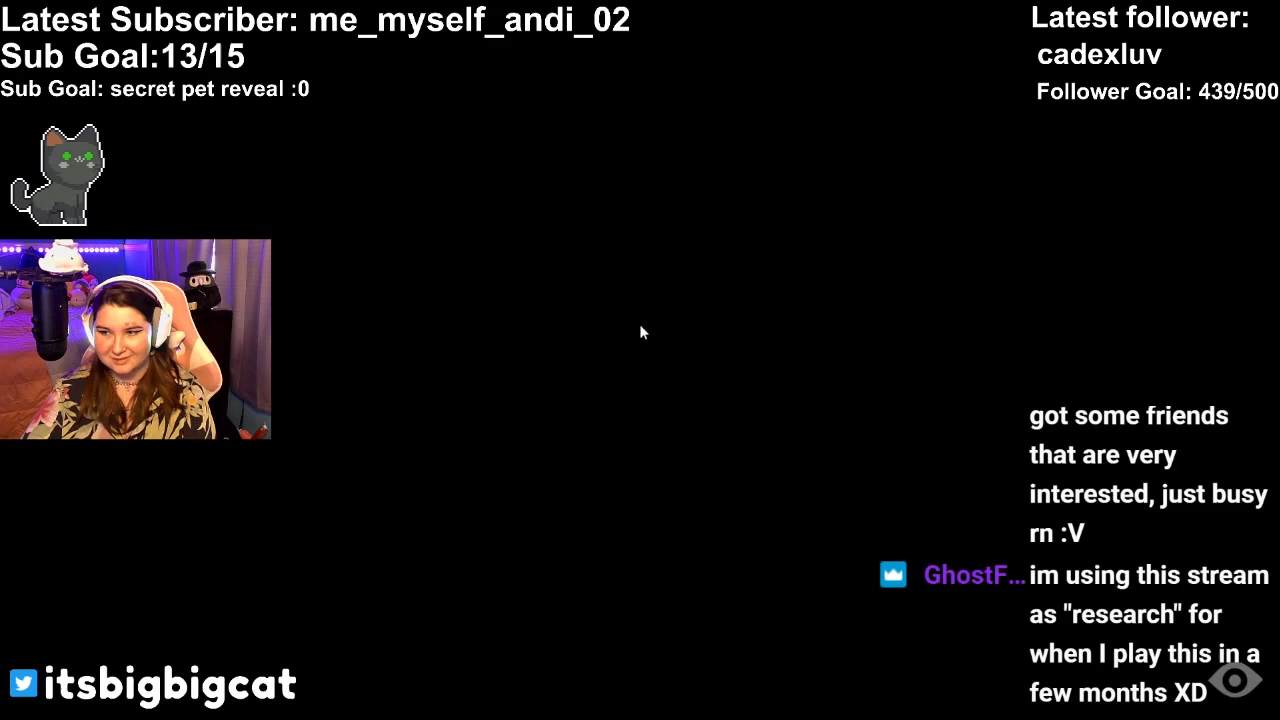 Latest Subscriber: me_myself_andi_02
Sub Goal:13/15
Sub Goal: secret pet reveal :0
Latest follower:
cadexluv
Follower Goal: 439/500
got some friends
that are very
interested, just busy
rn :V
GhostF... im using this stream
as "research" for
when I play this in a
few months XD
itsbigbigcat